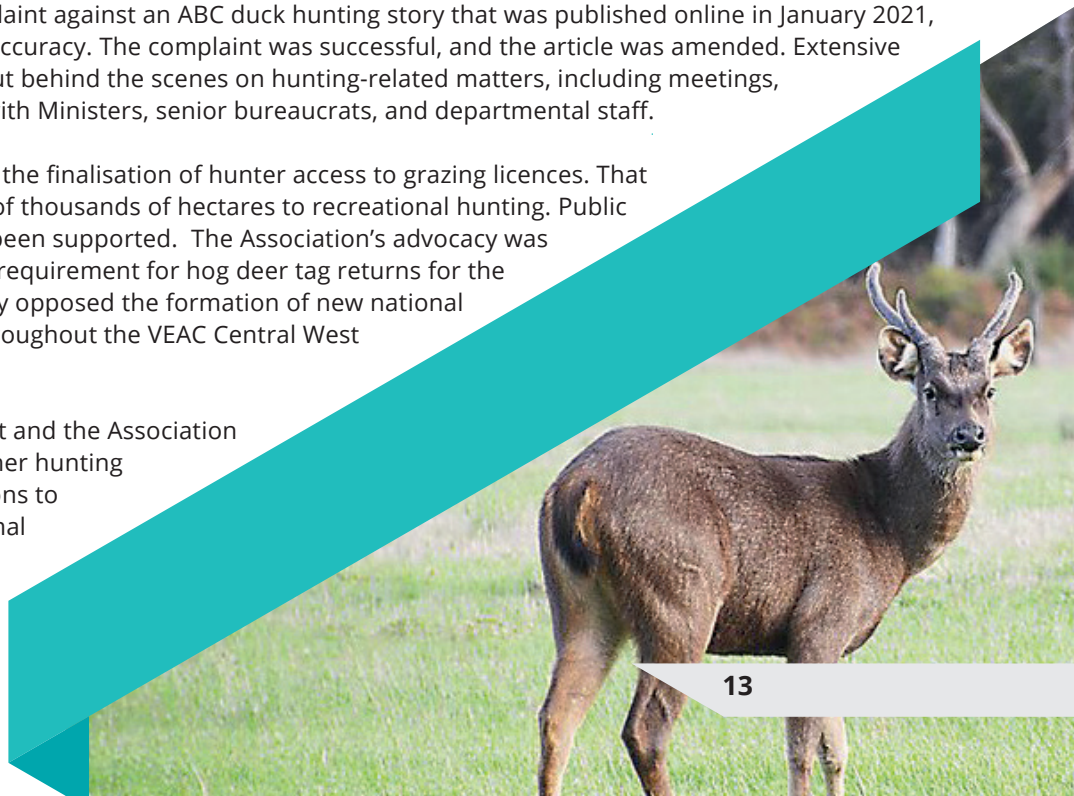 laint against an ABC duck hunting story that was published online in January 2021,
ccuracy. The complaint was successful, and the article was amended. Extensive
ut behind the scenes on hunting-related matters, including meetings,
vith Ministers, senior bureaucrats, and departmental staff.
the finalisation of hunter access to grazing licences. That
of thousands of hectares to recreational hunting. Public
been supported.  The Association’s advocacy was
requirement for hog deer tag returns for the
y opposed the formation of new national
oughout the VEAC Central West
t and the Association
ner hunting
ons to
nal
13